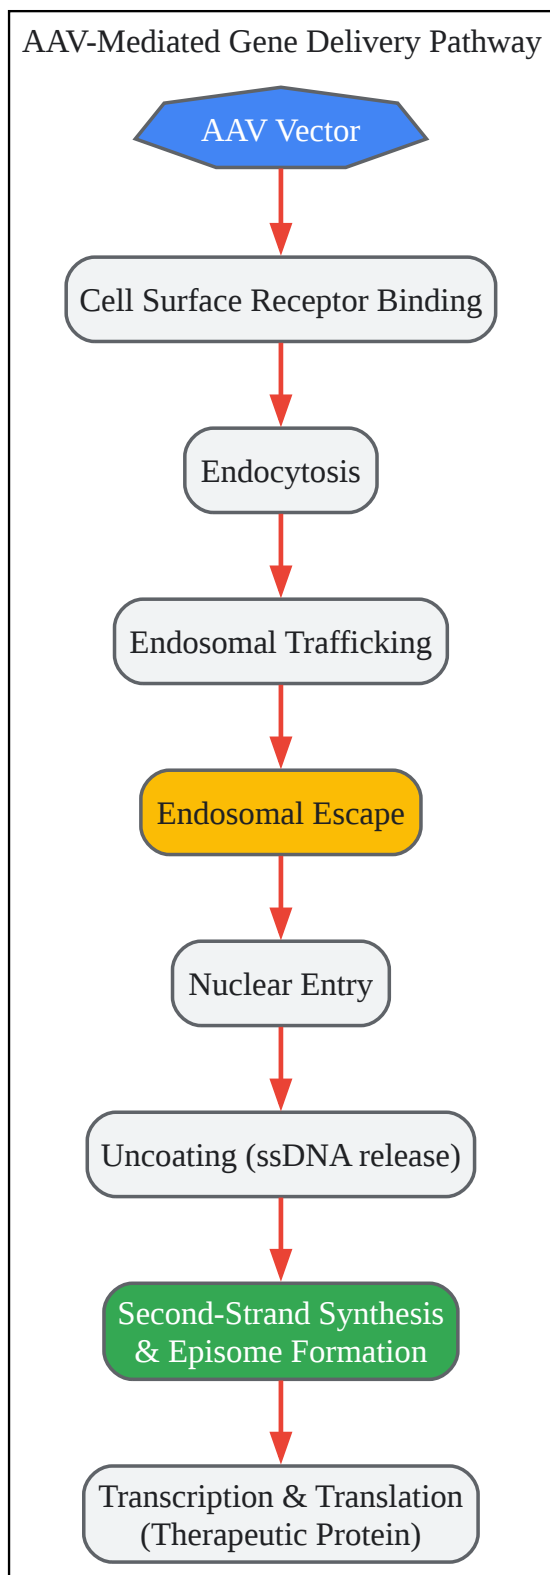 AAV-Mediated Gene Delivery Pathway
AAV Vector
Cell Surface Receptor Binding
Endocytosis
Endosomal Trafficking
Endosomal Escape
Nuclear Entry
Uncoating (ssDNA release)
Second-Strand Synthesis
& Episome Formation
Transcription & Translation
(Therapeutic Protein)